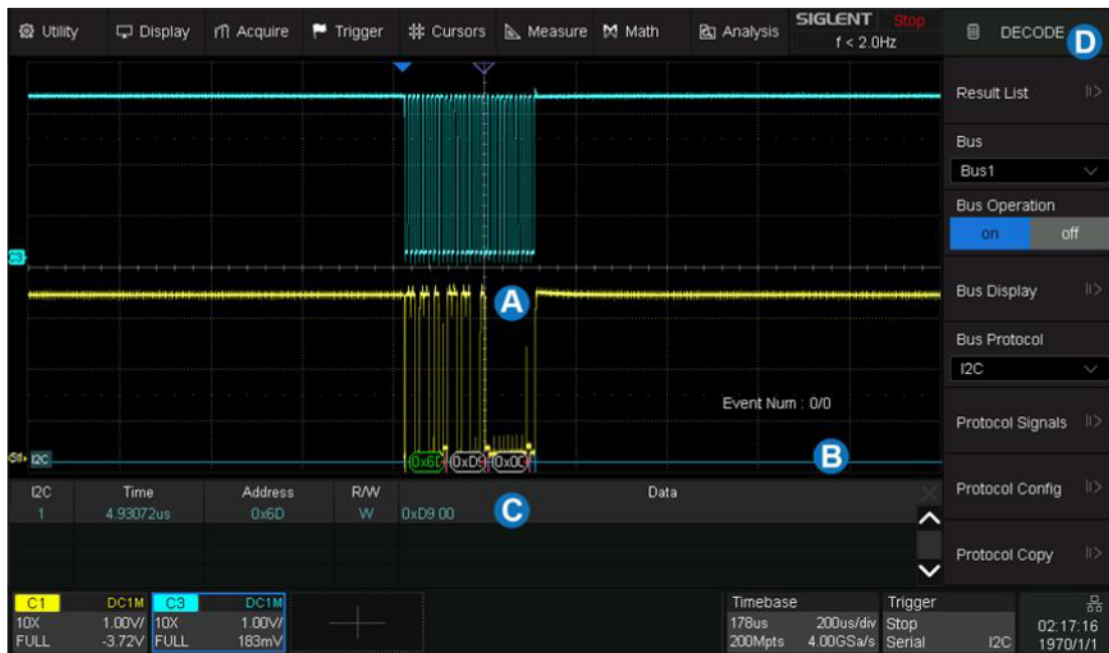 Utility Display Acquire Trigger Cursors Measure Math Analysis SIGLENT Stop
f < 2.0Hz
DECODE D
Result List
Bus
Bus1
Bus Operation
on off
Bus Display
Bus Protocol
I2C
Protocol Signals
Protocol Config
Protocol Copy
C3
A
Event Num : 0/0
B
S1 I2C
0x6D 0xD9 0x00
I2C Time Address R/W Data
1 4.93072us 0x6D W 0xD9 00
C
C1 DC1M C3 DC1M
10X 1.00V/ 10X 1.00V/
FULL -3.72V FULL 183mV
Timebase Trigger
178us 200us/div Stop
200Mpts 4.00GSa/s Serial I2C
02:17:16
1970/1/1